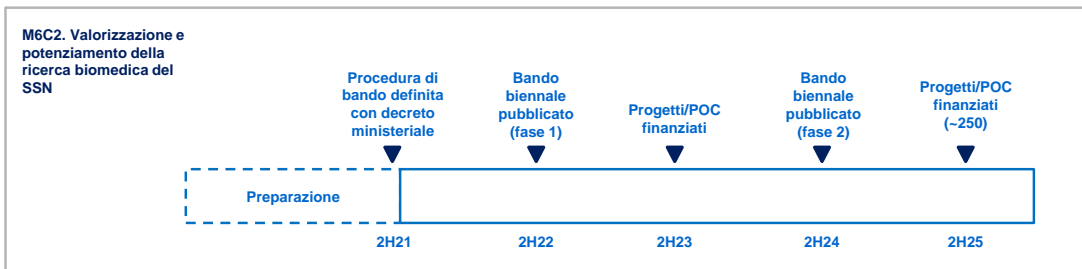 M6C2. Valorizzazione e
potenziamento della
ricerca biomedica del
SSN
Procedura di
bando definita
con decreto
ministeriale
Bando
biennale
pubblicato
(fase 1)
Progetti/POC
finanziati
Bando
biennale
pubblicato
(fase 2)
Progetti/POC
finanziati
(~250)
Preparazione
2H21
2H22
2H23
2H24
2H25